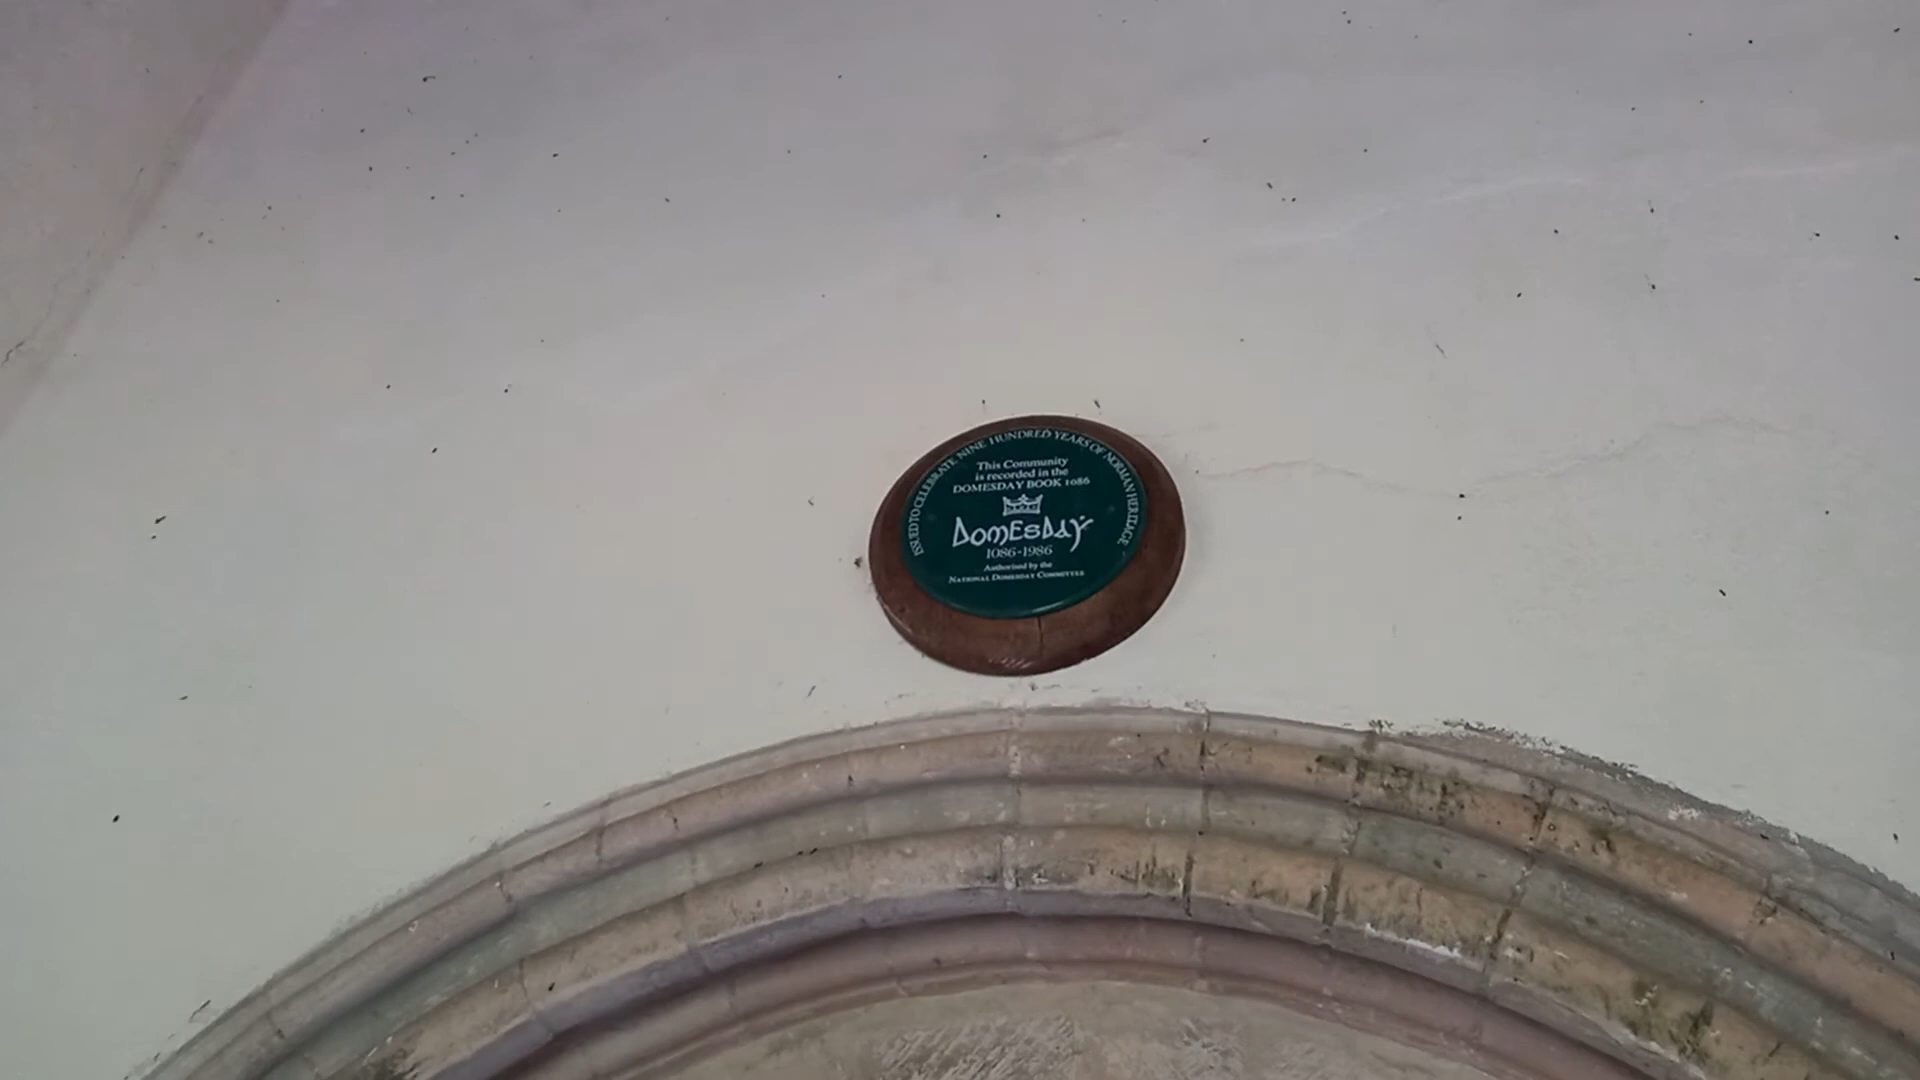 ISSUED TO CELEBRATE NINE HUNDRED YEARS OF NORMAN HERITAGE
This Community
is recorded in the
DOMESDAY BOOK 1086
DOMESDAY
1086-1986
Authorised by the
NATIONAL DOMESDAY COMMITTEE